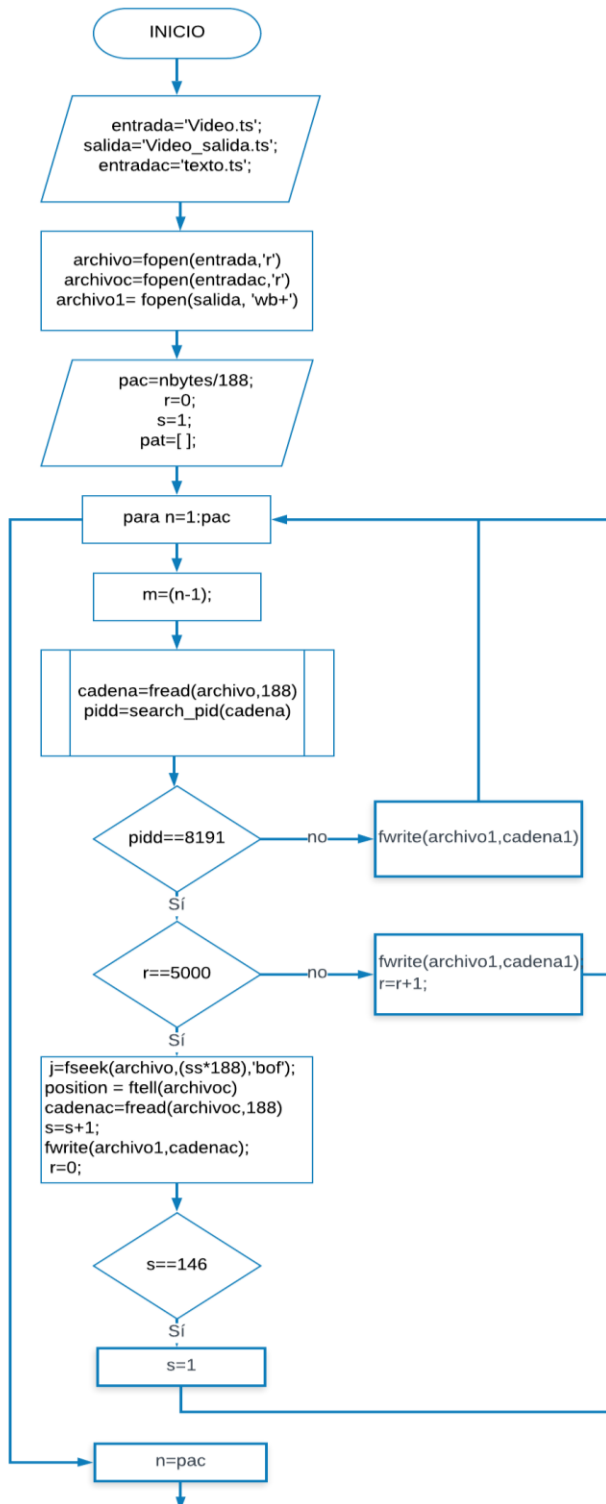 INICIO
entrada='Video.ts';
salida='Video_salida.ts';
entradac='texto.ts';
archivo=fopen(entrada,'r')
archivoc=fopen(entradac,'r')
archivo1= fopen(salida, 'wb+')
pac=nbytes/188;
r=0;
s=1;
pat=[ ];
para n=1:pac
m=(n-1);
cadena=fread(archivo,188)
pidd=search_pid(cadena)
pidd==8191
no
fwrite(archivo1,cadena1)
Sí
r==5000
no
fwrite(archivo1,cadena1);
r=r+1;
Sí
j=fseek(archivo,(ss*188),'bof');
position = ftell(archivoc)
cadenac=fread(archivoc,188)
s=s+1;
fwrite(archivo1,cadenac);
r=0;
s==146
Sí
s=1
n=pac